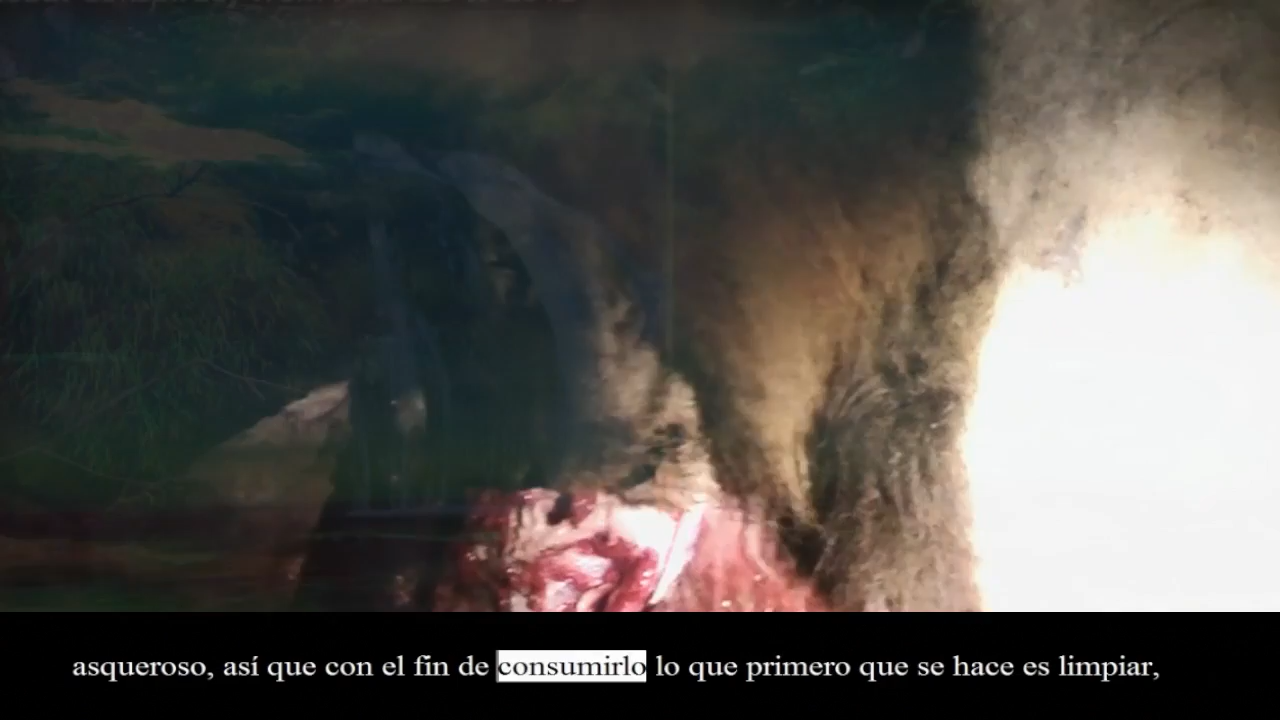 asqueroso, así que con el fin de consumirlo lo que primero que se hace es limpiar,